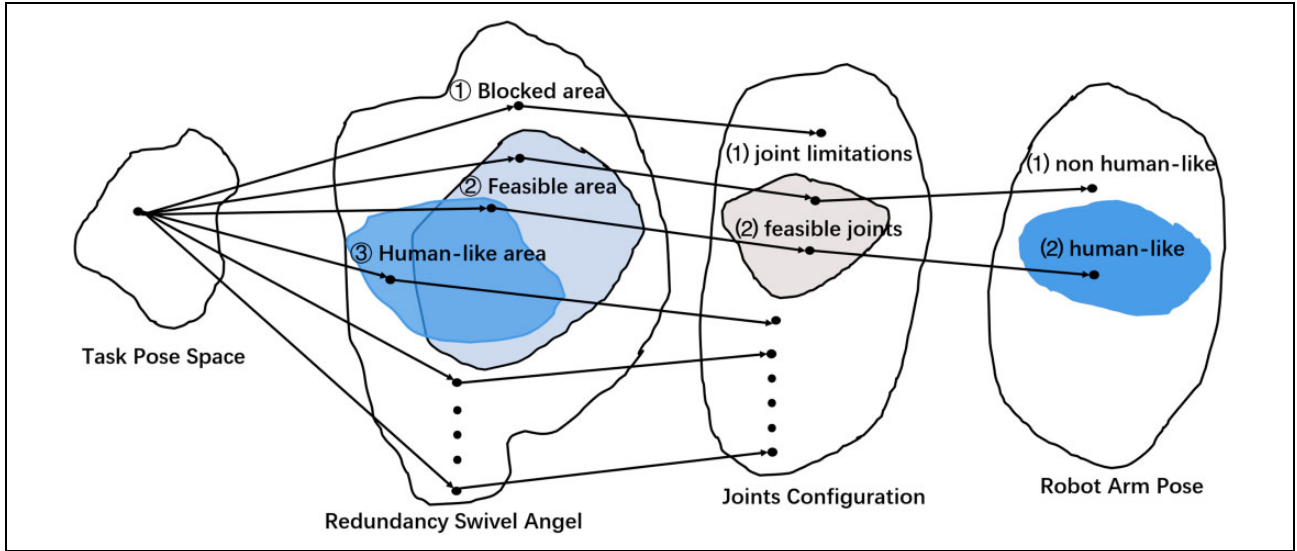 ① Blocked area
② Feasible area
③ Human-like area
(1) joint limitations
(2) feasible joints
(1) non human-like
(2) human-like
Task Pose Space
Redundancy Swivel Angel
Joints Configuration
Robot Arm Pose